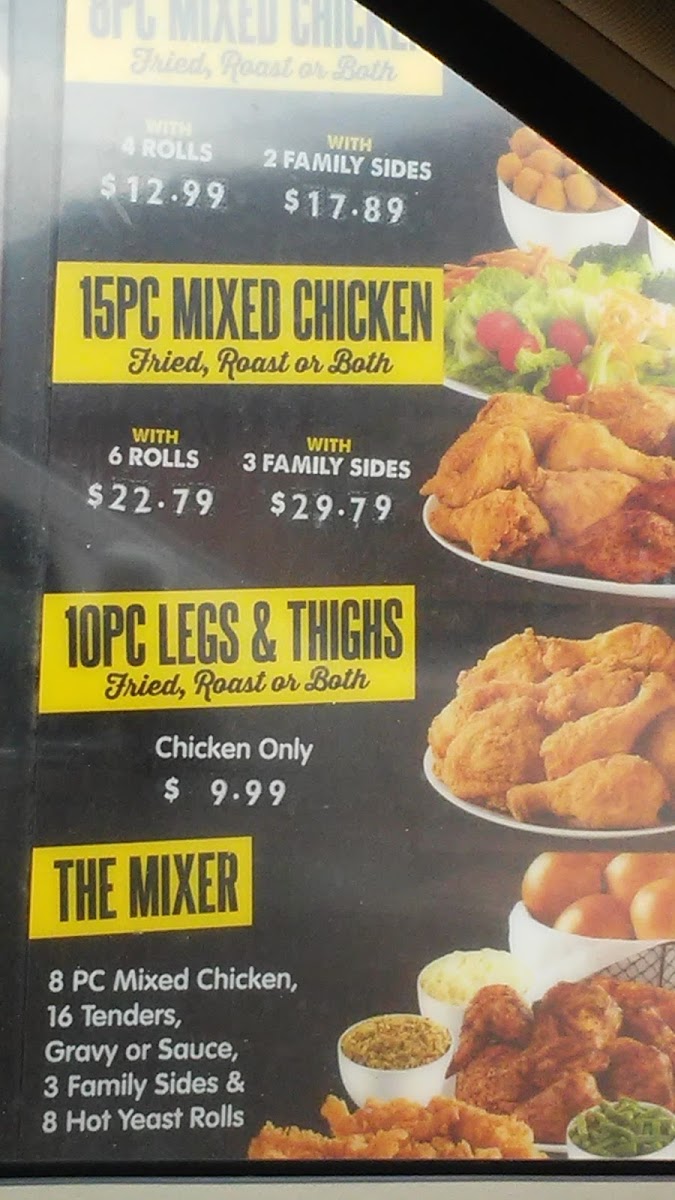 8PC MIXED CHICKEN
Fried, Roast or Both
WITH
4 ROLLS
$12.99
WITH
2 FAMILY SIDES
$17.89
15PC MIXED CHICKEN
Fried, Roast or Both
WITH
6 ROLLS
$22.79
WITH
3 FAMILY SIDES
$29.79
10PC LEGS & THIGHS
Fried, Roast or Both
Chicken Only
$ 9.99
THE MIXER
8 PC Mixed Chicken,
16 Tenders,
Gravy or Sauce,
3 Family Sides &
8 Hot Yeast Rolls